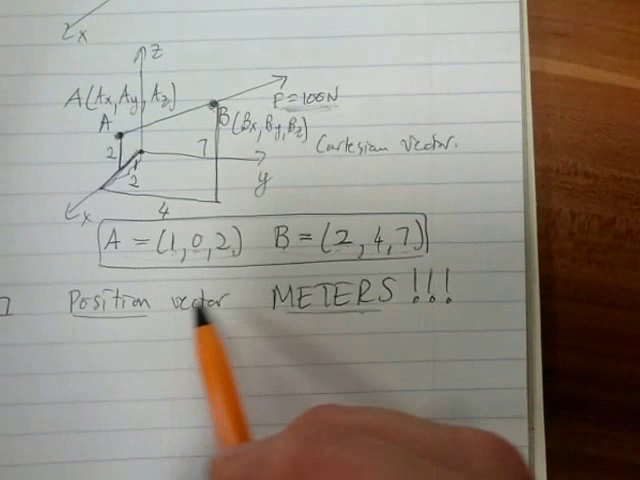 x
z
A(Ax, Ay, Az)
F=100N
A
B(Bx, By, Bz)
2
1
7
Cartesian vector.
2
y
x
4
A = (1,0,2) B = (2,4,7)
Position vector METERS!!!